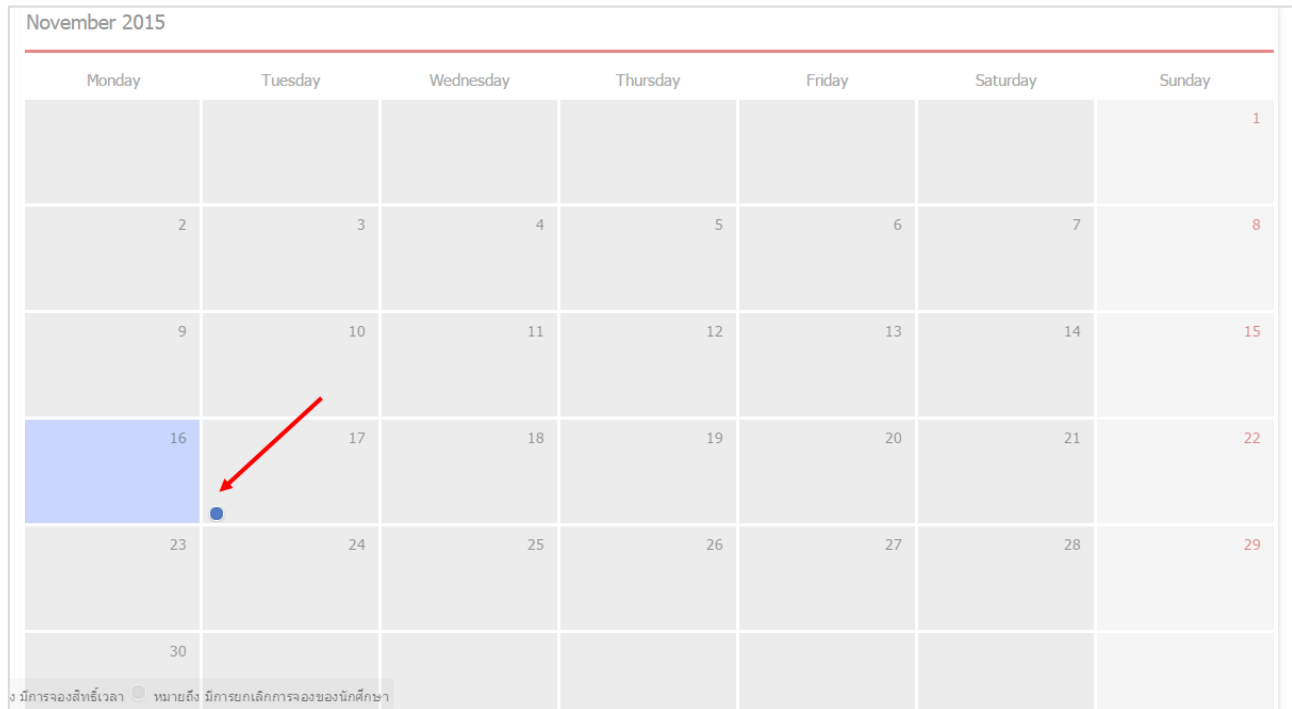 November 2015
Monday Tuesday Wednesday Thursday Friday Saturday Sunday
1
2 3 4 5 6 7 8
9 10 11 12 13 14 15
16 17 18 19 20 21 22
23 24 25 26 27 28 29
30
ง มีการจองสิทธิ์เวลา หมายถึง มีการยกเลิกการจองของนักศึกษา